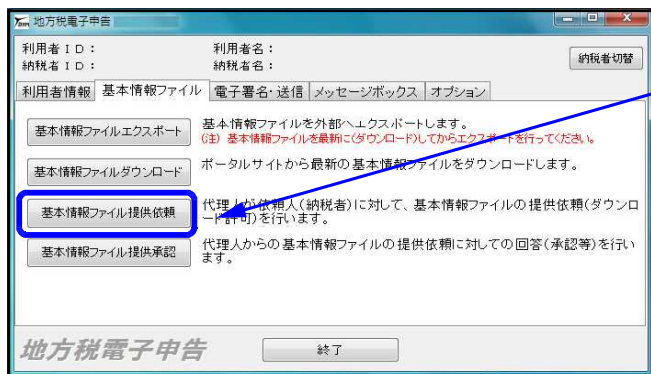 地方税電子申告
利用者ＩＤ： 利用者名：
納税者ＩＤ： 納税者名：
納税者切替
利用者情報 基本情報ファイル 電子署名・送信 メッセージボックス オプション
基本情報ファイルエクスポート
基本情報ファイルを外部へエクスポートします。
(注) 基本情報ファイルを最新に(ダウンロード)してからエクスポートを行ってください。
基本情報ファイルダウンロード
ポータルサイトから最新の基本情報ファイルをダウンロードします。
基本情報ファイル提供依頼
代理人が依頼人(納税者)に対して、基本情報ファイルの提供依頼(ダウンロ
ード許可)を行います。
基本情報ファイル提供承認
代理人からの基本情報ファイルの提供依頼に対しての回答(承認等)を行い
ます。
地方税電子申告
終了